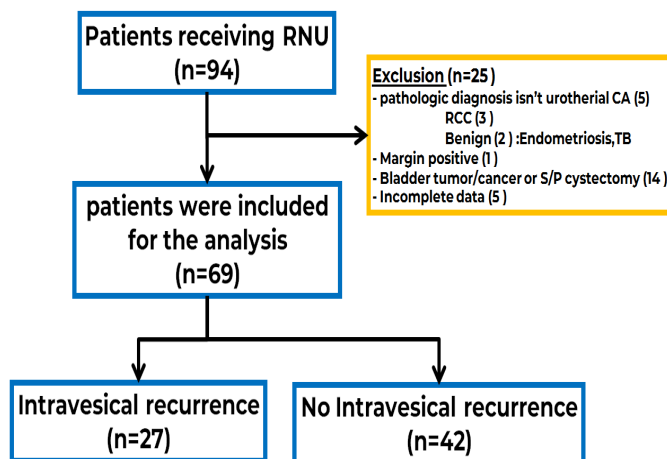 Patients receiving RNU
(n=94)
Exclusion (n=25 )
- pathologic diagnosis isn't urotherial CA (5)
RCC (3 )
Benign (2 ) :Endometriosis,TB
- Margin positive (1 )
- Bladder tumor/cancer or S/P cystectomy (14 )
- Incomplete data (5 )
patients were included
for the analysis
(n=69)
Intravesical recurrence
(n=27)
No Intravesical recurrence
(n=42)